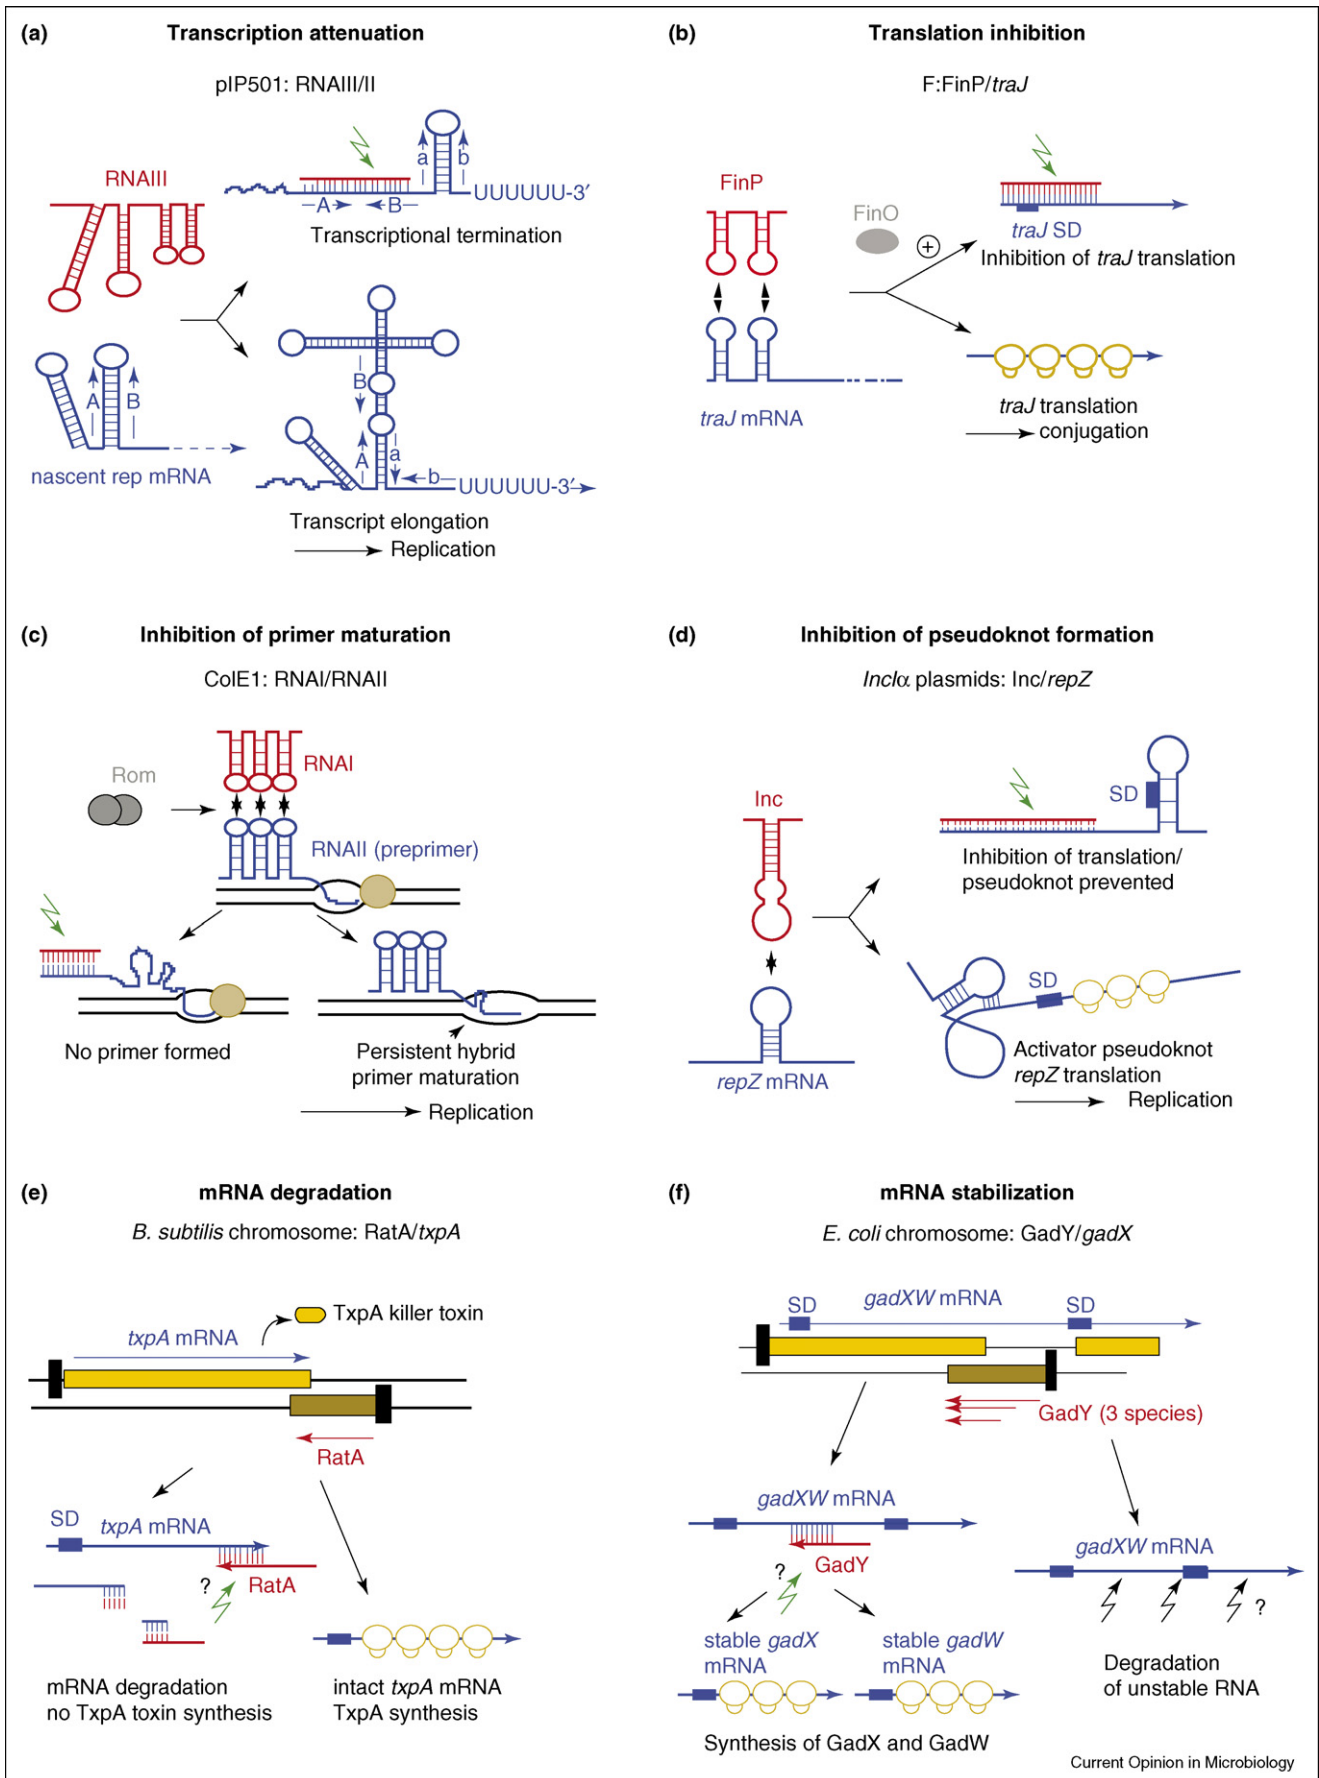 (a) Transcription attenuation
pIP501: RNAIII/II
RNAIII
a
b
UUUUUU-3′
A
B
Transcriptional termination
A
B
nascent rep mRNA
B
A
a
b
UUUUUU-3′
Transcript elongation
Replication
(b) Translation inhibition
F:FinP/traJ
FinP
FinO
+
traJ SD
Inhibition of traJ translation
traJ mRNA
traJ translation
conjugation
(c) Inhibition of primer maturation
ColE1: RNAI/RNAII
Rom
RNAI
RNAII (preprimer)
No primer formed
Persistent hybrid
primer maturation
Replication
(d) Inhibition of pseudoknot formation
IncIα plasmids: Inc/repZ
Inc
SD
Inhibition of translation/
pseudoknot prevented
repZ mRNA
SD
Activator pseudoknot
repZ translation
Replication
(e) mRNA degradation
B. subtilis chromosome: RatA/txpA
TxpA killer toxin
txpA mRNA
RatA
SD
txpA mRNA
?
RatA
mRNA degradation
no TxpA toxin synthesis
intact txpA mRNA
TxpA synthesis
(f) mRNA stabilization
E. coli chromosome: GadY/gadX
SD
gadXW mRNA
SD
GadY (3 species)
gadXW mRNA
GadY
?
stable gadX
mRNA
stable gadW
mRNA
Synthesis of GadX and GadW
gadXW mRNA
?
Degradation
of unstable RNA
Current Opinion in Microbiology